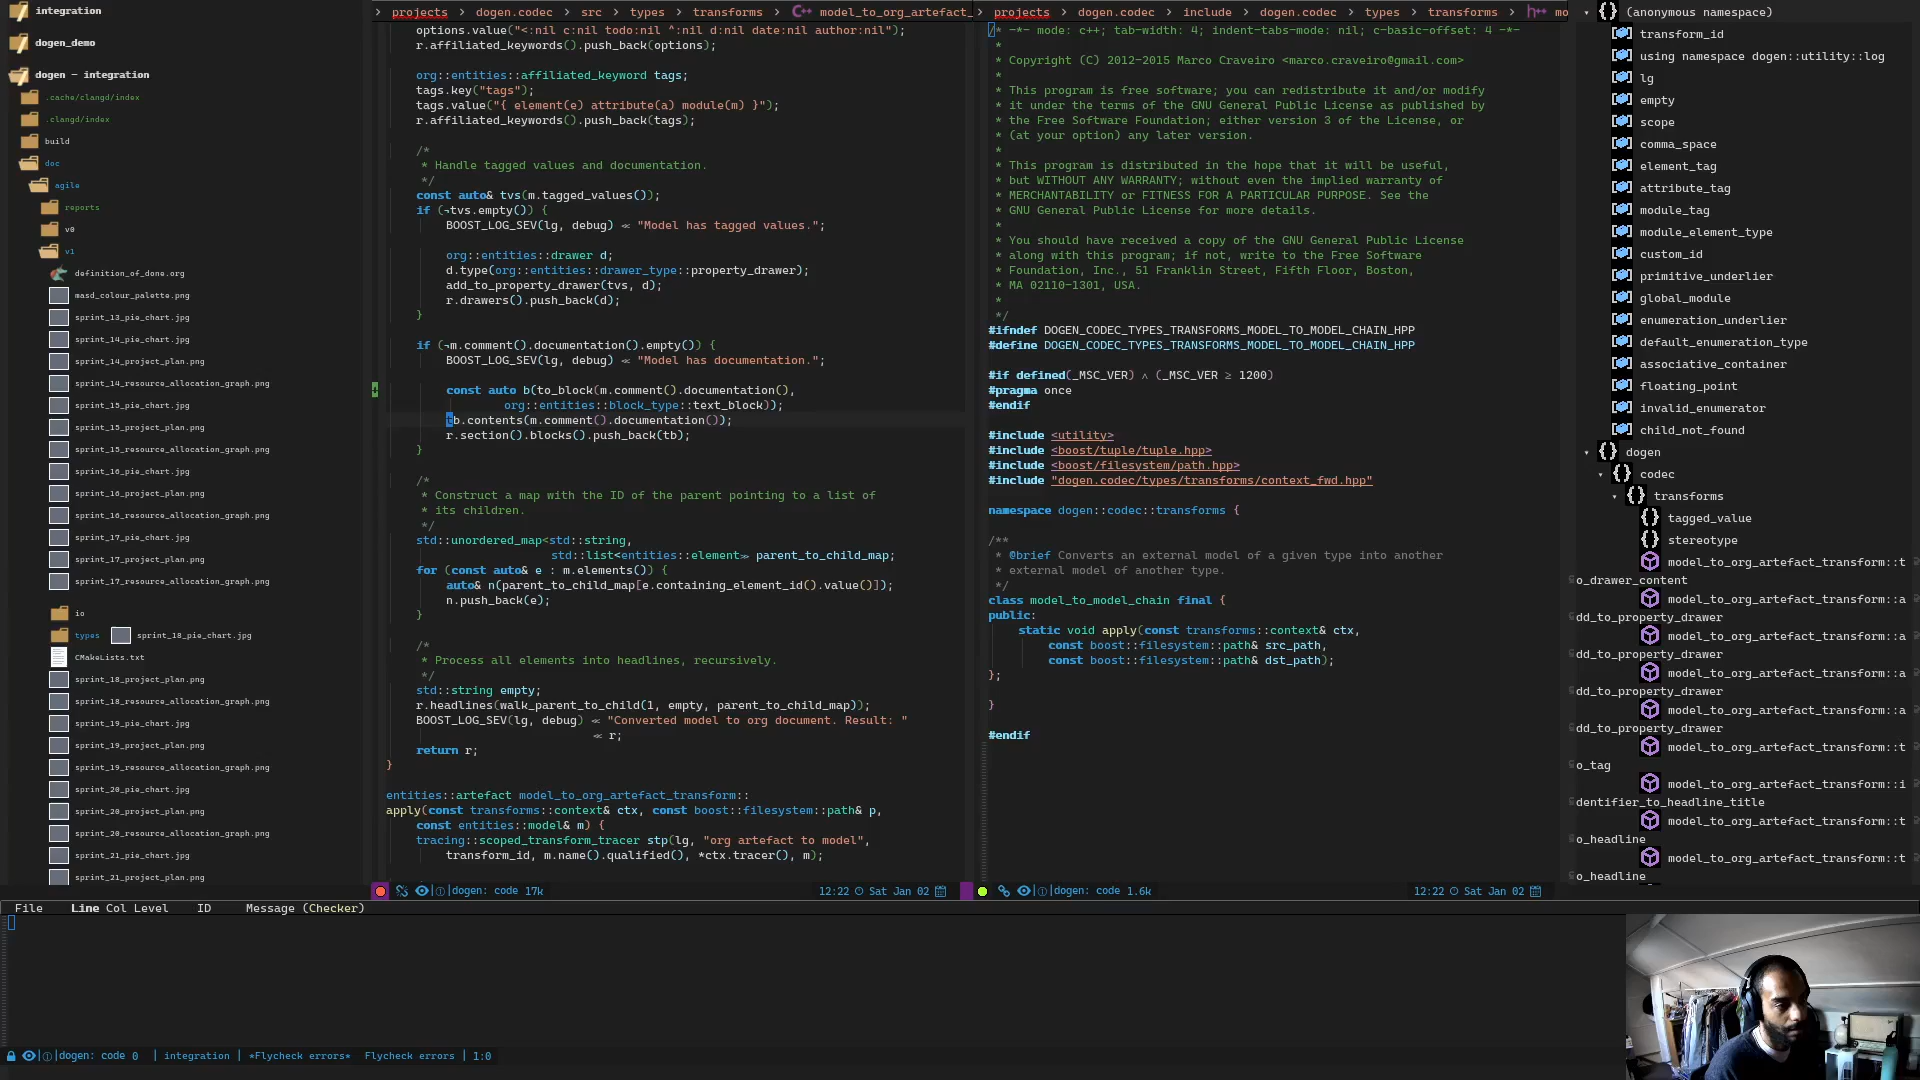 integration
dogen_demo
dogen – integration
.cache/clangd/index
.clangd/index
build
doc
agile
reports
v0
v1
definition_of_done.org
masd_colour_palette.png
sprint_13_pie_chart.jpg
sprint_14_pie_chart.jpg
sprint_14_project_plan.png
sprint_14_resource_allocation_graph.png
sprint_15_pie_chart.jpg
sprint_15_project_plan.png
sprint_15_resource_allocation_graph.png
sprint_16_pie_chart.jpg
sprint_16_project_plan.png
sprint_16_resource_allocation_graph.png
sprint_17_pie_chart.jpg
sprint_17_project_plan.png
sprint_17_resource_allocation_graph.png
io
types sprint_18_pie_chart.jpg
CMakeLists.txt
sprint_18_project_plan.png
sprint_18_resource_allocation_graph.png
sprint_19_pie_chart.jpg
sprint_19_project_plan.png
sprint_19_resource_allocation_graph.png
sprint_20_pie_chart.jpg
sprint_20_project_plan.png
sprint_20_resource_allocation_graph.png
sprint_21_pie_chart.jpg
sprint_21_project_plan.png
> projects > dogen.codec > src > types > transforms > C++ model_to_org_artefact_
options.value("<:nil c:nil todo:nil ^:nil d:nil date:nil author:nil");
r.affiliated_keywords().push_back(options);
org::entities::affiliated_keyword tags;
tags.key("tags");
tags.value("{ element(e) attribute(a) module(m) }");
r.affiliated_keywords().push_back(tags);
/*
* Handle tagged values and documentation.
*/
const auto& tvs(m.tagged_values());
if (¬tvs.empty()) {
BOOST_LOG_SEV(lg, debug) ≪ "Model has tagged values.";
org::entities::drawer d;
d.type(org::entities::drawer_type::property_drawer);
add_to_property_drawer(tvs, d);
r.drawers().push_back(d);
}
if (¬m.comment().documentation().empty()) {
BOOST_LOG_SEV(lg, debug) ≪ "Model has documentation.";
const auto b(to_block(m.comment().documentation(),
org::entities::block_type::text_block));
tb.contents(m.comment().documentation());
r.section().blocks().push_back(tb);
}
/*
* Construct a map with the ID of the parent pointing to a list of
* its children.
*/
std::unordered_map<std::string,
std::list<entities::element≫ parent_to_child_map;
for (const auto& e : m.elements()) {
auto& n(parent_to_child_map[e.containing_element_id().value()]);
n.push_back(e);
}
/*
* Process all elements into headlines, recursively.
*/
std::string empty;
r.headlines(walk_parent_to_child(1, empty, parent_to_child_map));
BOOST_LOG_SEV(lg, debug) ≪ "Converted model to org document. Result: "
≪ r;
return r;
}
entities::artefact model_to_org_artefact_transform::
apply(const transforms::context& ctx, const boost::filesystem::path& p,
const entities::model& m) {
tracing::scoped_transform_tracer stp(lg, "org artefact to model",
transform_id, m.name().qualified(), *ctx.tracer(), m);
dogen: code 17k 12:22 Sat Jan 02
> projects > dogen.codec > include > dogen.codec > types > transforms > h++ mo
/* -*- mode: c++; tab-width: 4; indent-tabs-mode: nil; c-basic-offset: 4 -*-
*
* Copyright (C) 2012-2015 Marco Craveiro <marco.craveiro@gmail.com>
*
* This program is free software; you can redistribute it and/or modify
* it under the terms of the GNU General Public License as published by
* the Free Software Foundation; either version 3 of the License, or
* (at your option) any later version.
*
* This program is distributed in the hope that it will be useful,
* but WITHOUT ANY WARRANTY; without even the implied warranty of
* MERCHANTABILITY or FITNESS FOR A PARTICULAR PURPOSE. See the
* GNU General Public License for more details.
*
* You should have received a copy of the GNU General Public License
* along with this program; if not, write to the Free Software
* Foundation, Inc., 51 Franklin Street, Fifth Floor, Boston,
* MA 02110-1301, USA.
*
*/
#ifndef DOGEN_CODEC_TYPES_TRANSFORMS_MODEL_TO_MODEL_CHAIN_HPP
#define DOGEN_CODEC_TYPES_TRANSFORMS_MODEL_TO_MODEL_CHAIN_HPP
#if defined(_MSC_VER) ∧ (_MSC_VER ≥ 1200)
#pragma once
#endif
#include <utility>
#include <boost/tuple/tuple.hpp>
#include <boost/filesystem/path.hpp>
#include "dogen.codec/types/transforms/context_fwd.hpp"
namespace dogen::codec::transforms {
/**
* @brief Converts an external model of a given type into another
* external model of another type.
*/
class model_to_model_chain final {
public:
static void apply(const transforms::context& ctx,
const boost::filesystem::path& src_path,
const boost::filesystem::path& dst_path);
};
}
#endif
dogen: code 1.6k 12:22 Sat Jan 02
{} (anonymous namespace)
transform_id
using namespace dogen::utility::log
lg
empty
scope
comma_space
element_tag
attribute_tag
module_tag
module_element_type
custom_id
primitive_underlier
global_module
enumeration_underlier
default_enumeration_type
associative_container
floating_point
invalid_enumerator
child_not_found
{} dogen
{} codec
{} transforms
{} tagged_value
{} stereotype
model_to_org_artefact_transform::t
o_drawer_content
model_to_org_artefact_transform::a
dd_to_property_drawer
model_to_org_artefact_transform::a
dd_to_property_drawer
model_to_org_artefact_transform::a
dd_to_property_drawer
model_to_org_artefact_transform::a
dd_to_property_drawer
model_to_org_artefact_transform::t
o_tag
model_to_org_artefact_transform::i
dentifier_to_headline_title
model_to_org_artefact_transform::t
o_headline
model_to_org_artefact_transform::t
o_headline
File Line Col Level ID Message (Checker)
dogen: code 0 | integration | *Flycheck errors* Flycheck errors | 1:0